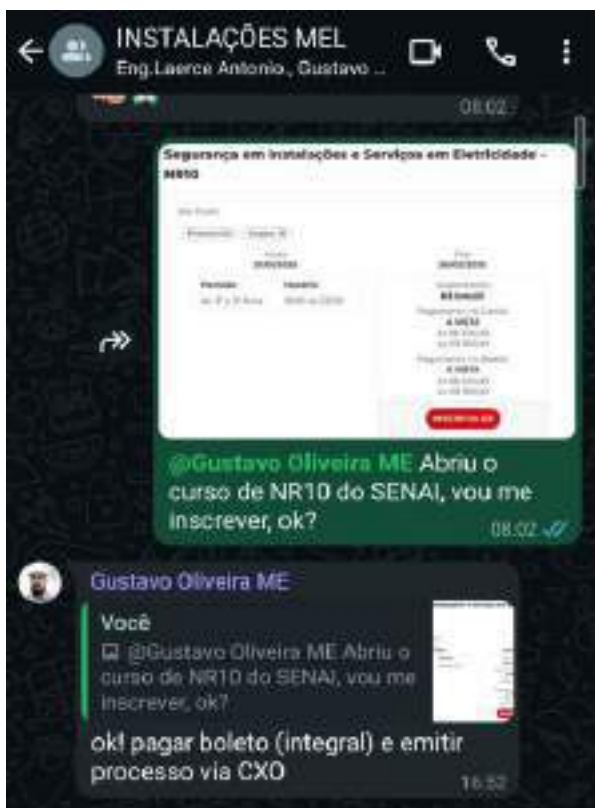 INSTALAÇÕES MEL
Eng.Laerce Antonio., Gustavo ...
08:02
Segurança em Instalações e Serviços em Eletricidade –
NR10
@Gustavo Oliveira ME Abriu o
curso de NR10 do SENAI, vou me
inscrever, ok?
08:02
Gustavo Oliveira ME
Você
@Gustavo Oliveira ME Abriu o
curso de NR10 do SENAI, vou me
inscrever, ok?
ok! pagar boleto (integral) e emitir
processo via CXO
16:52